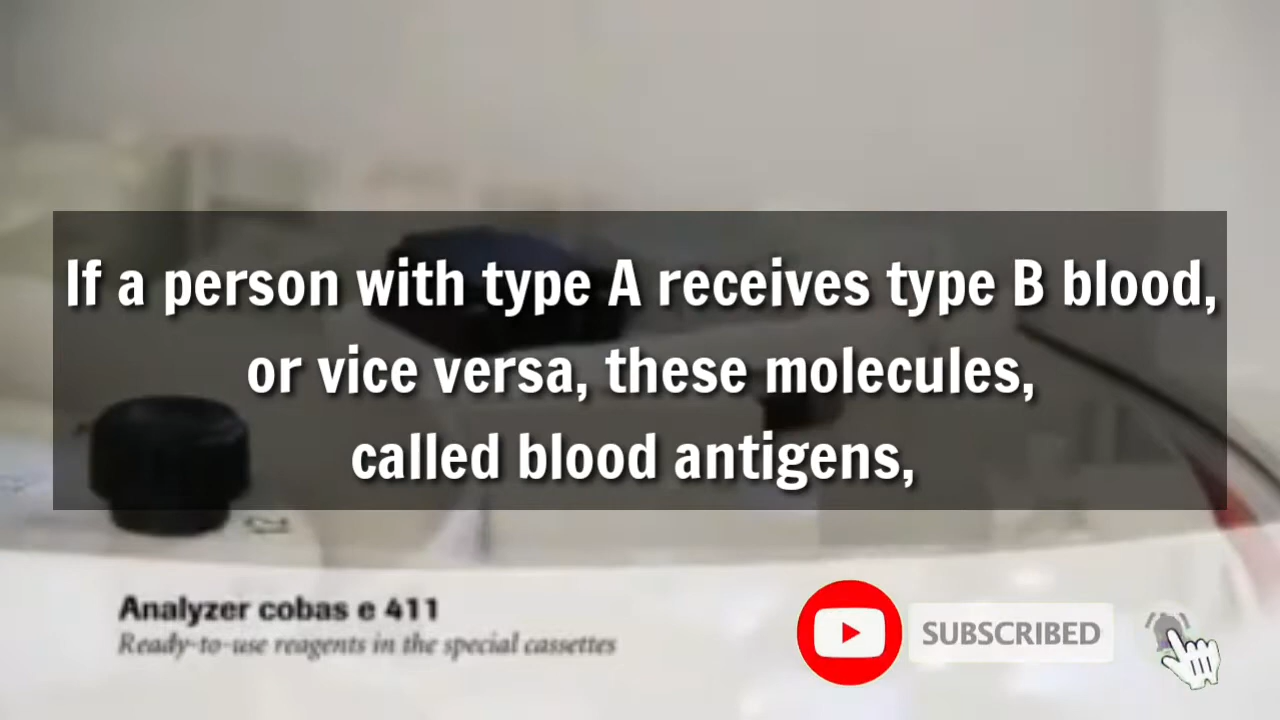 If a person with type A receives type B blood,
or vice versa, these molecules,
called blood antigens,
Analyzer cobas e 411
Ready-to-use reagents in the special cassettes
SUBSCRIBED